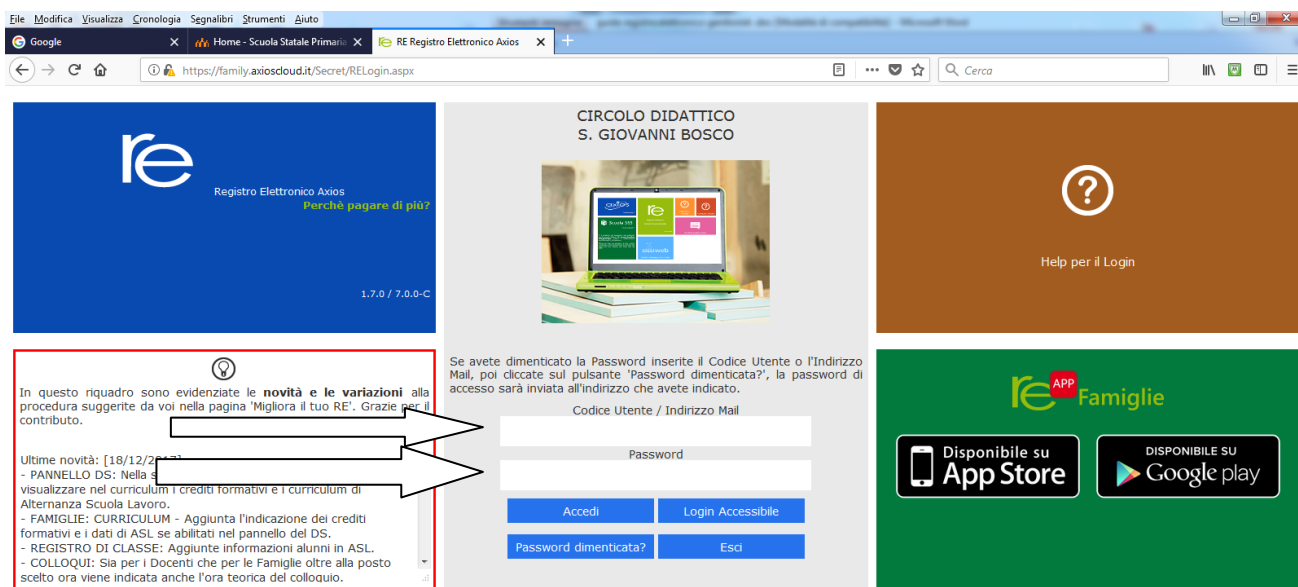 File Modifica Visualizza Cronologia Segnalibri Strumenti Aiuto
Google
Home - Scuola Statale Primaria
RE Registro Elettronico Axios
https://family.axioscloud.it/Secret/RELogin.aspx
Cerca
re
Registro Elettronico Axios
Perchè pagare di più?
1.7.0 / 7.0.0-C
In questo riquadro sono evidenziate le novità e le variazioni alla
procedura suggerite da voi nella pagina 'Migliora il tuo RE'. Grazie per il
contributo.
Ultime novità: [18/12/2017]
- PANNELLO DS: Nella
visualizzare nel curriculum i crediti formativi e i curriculum di
Alternanza Scuola Lavoro.
- FAMIGLIE: CURRICULUM - Aggiunta l'indicazione dei crediti
formativi e i dati di ASL se abilitati nel pannello del DS.
- REGISTRO DI CLASSE: Aggiunte informazioni alunni in ASL.
- COLLOQUI: Sia per i Docenti che per le Famiglie oltre alla posto
scelto ora viene indicata anche l'ora teorica del colloquio.
CIRCOLO DIDATTICO
S. GIOVANNI BOSCO
axios
re
Se avete dimenticato la Password inserite il Codice Utente o l'Indirizzo
Mail, poi cliccate sul pulsante 'Password dimenticata?', la password di
accesso sarà inviata all'indirizzo che avete indicato.
Codice Utente / Indirizzo Mail
Password
Accedi
Login Accessibile
Password dimenticata?
Esci
?
Help per il Login
re APP Famiglie
Disponibile su
App Store
DISPONIBILE SU
Google play